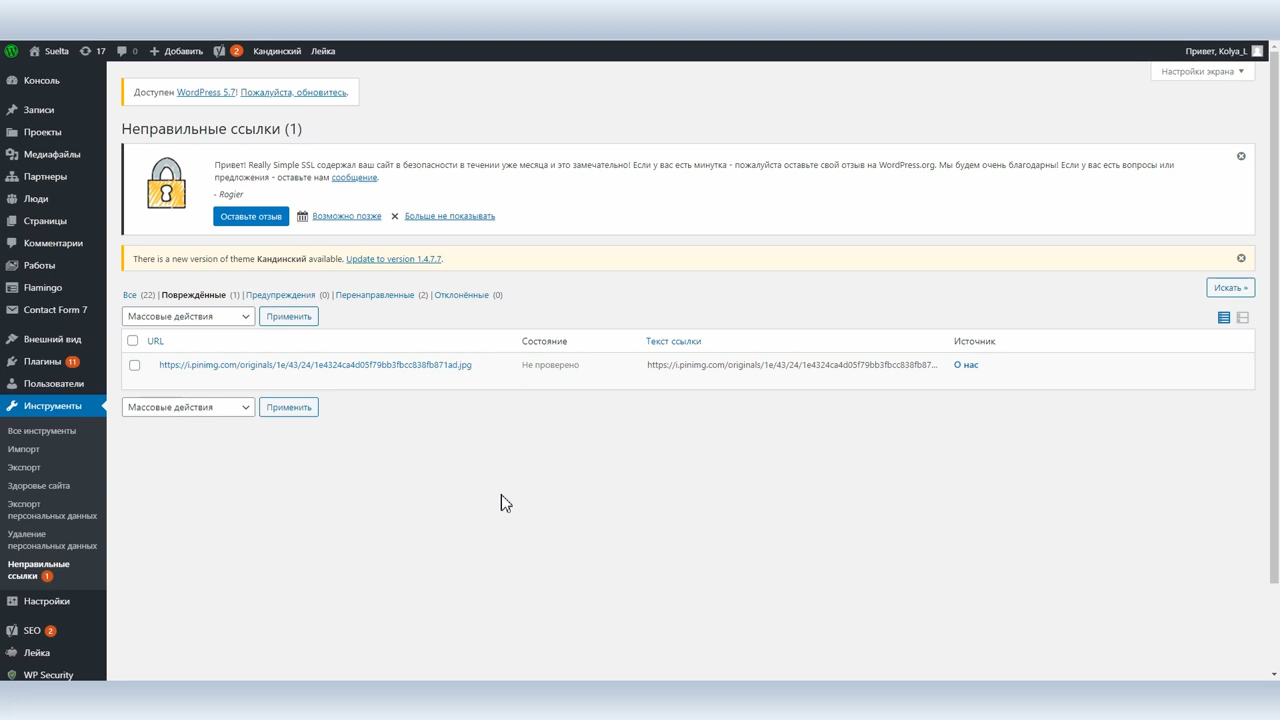 Suelta 17 0 Добавить 2 Кандинский Лейка Привет, Kolya_L
Настройки экрана
Консоль
Записи
Проекты
Медиафайлы
Партнеры
Люди
Страницы
Комментарии
Работы
Flamingo
Contact Form 7
Внешний вид
Плагины 11
Пользователи
Инструменты
Все инструменты
Импорт
Экспорт
Здоровье сайта
Экспорт
персональных данных
Удаление
персональных данных
Неправильные
ссылки 1
Настройки
SEO 2
Лейка
WP Security
Доступен WordPress 5.7! Пожалуйста, обновитесь.
Неправильные ссылки (1)
Привет! Really Simple SSL содержал ваш сайт в безопасности в течении уже месяца и это замечательно! Если у вас есть минутка - пожалуйста оставьте свой отзыв на WordPress.org. Мы будем очень благодарны! Если у вас есть вопросы или
предложения - оставьте нам сообщение.
- Rogier
Оставьте отзыв Возможно позже Больше не показывать
There is a new version of theme Кандинский available. Update to version 1.4.7.7.
Все (22) | Повреждённые (1) | Предупреждения (0) | Перенаправленные (2) | Отклонённые (0)
Искать »
Массовые действия Применить
URL Состояние Текст ссылки Источник
https://i.pinimg.com/originals/1e/43/24/1e4324ca4d05f79bb3fbcc838fb871ad.jpg Не проверено https://i.pinimg.com/originals/1e/43/24/1e4324ca4d05f79bb3fbcc838fb87... О нас
Массовые действия Применить